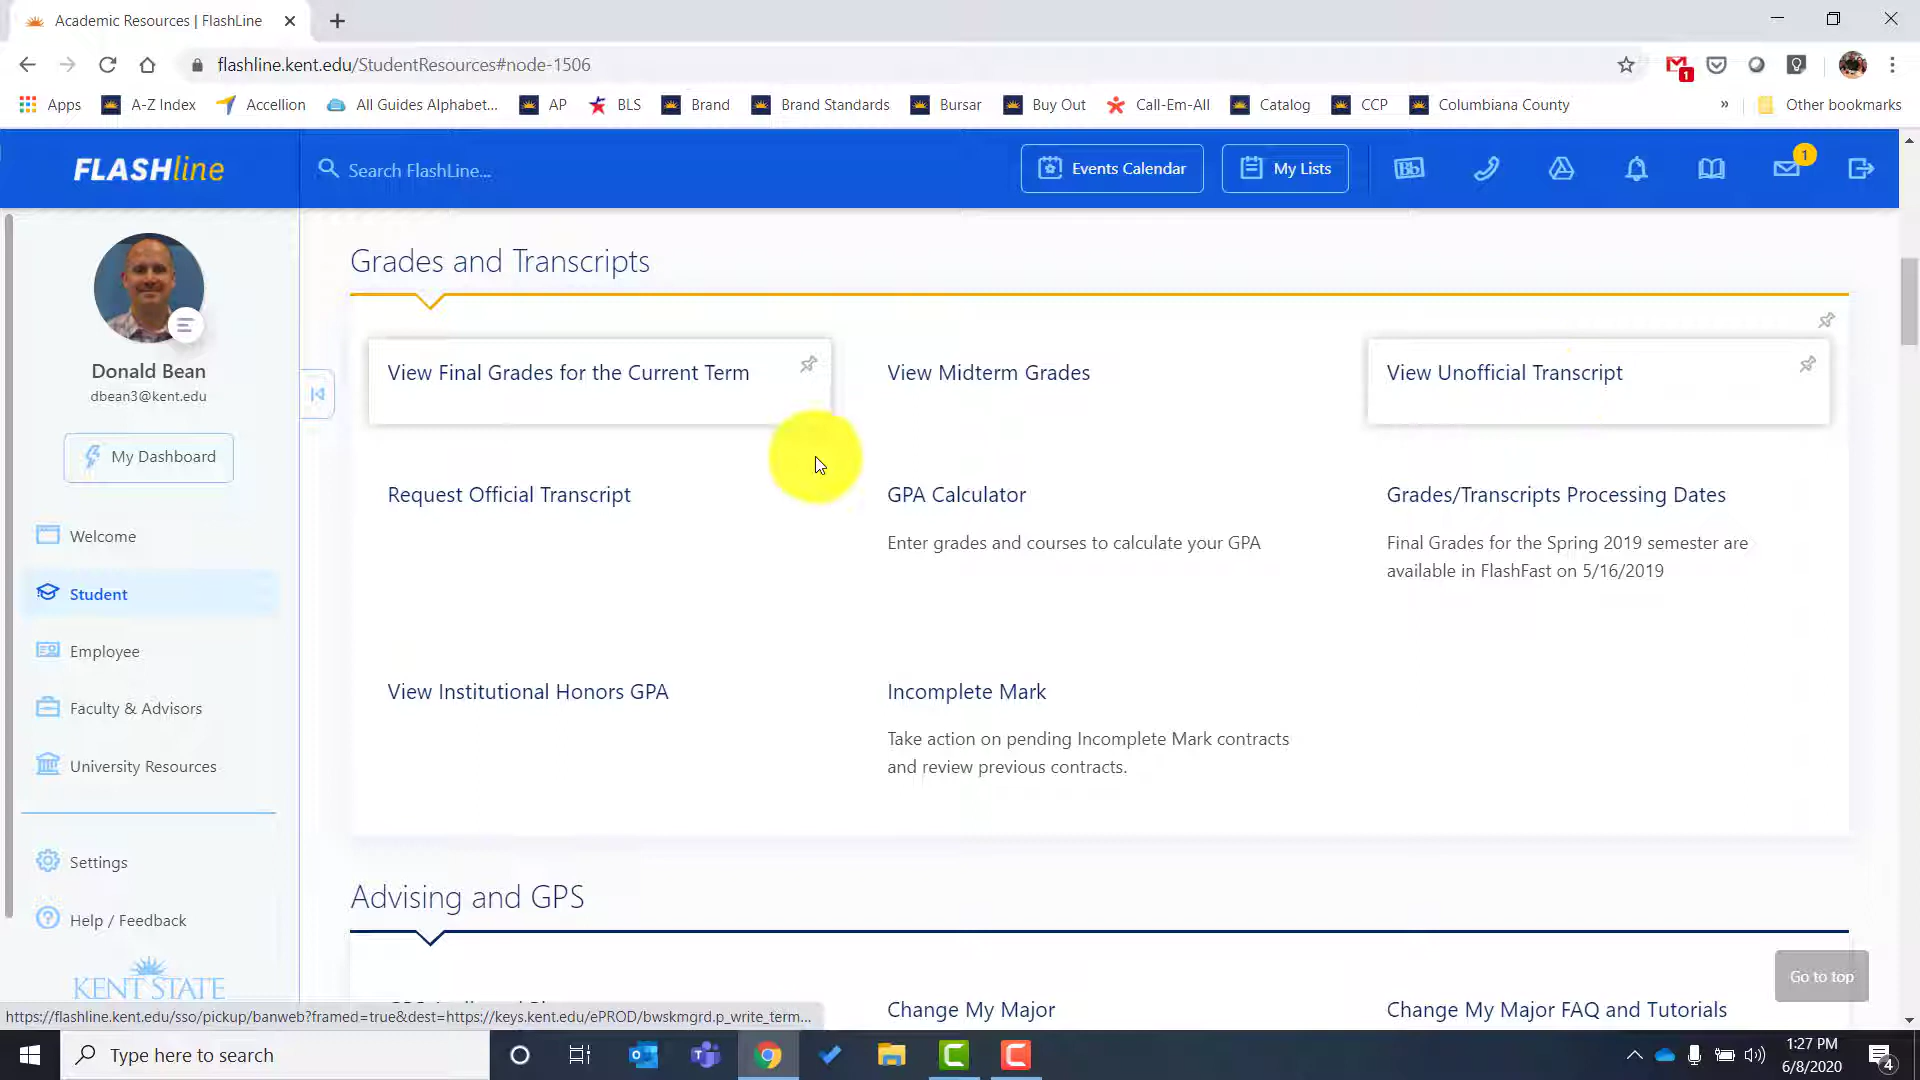 Academic Resources | FlashLine
flashline.kent.edu/StudentResources#node-1506
1
Apps
A-Z Index
Accellion
All Guides Alphabet...
AP
BLS
Brand
Brand Standards
Bursar
Buy Out
Call-Em-All
Catalog
CCP
Columbiana County
»
Other bookmarks
FLASHline
Search FlashLine...
Events Calendar
My Lists
Bb
1
Donald Bean
dbean3@kent.edu
My Dashboard
Welcome
Student
Employee
Faculty & Advisors
University Resources
Settings
Help / Feedback
KENT STATE
Grades and Transcripts
View Final Grades for the Current Term
View Midterm Grades
View Unofficial Transcript
Request Official Transcript
GPA Calculator
Enter grades and courses to calculate your GPA
Grades/Transcripts Processing Dates
Final Grades for the Spring 2019 semester are
available in FlashFast on 5/16/2019
View Institutional Honors GPA
Incomplete Mark
Take action on pending Incomplete Mark contracts
and review previous contracts.
Advising and GPS
Change My Major
Change My Major FAQ and Tutorials
Go to top
https://flashline.kent.edu/sso/pickup/banweb?framed=true&dest=https://keys.kent.edu/ePROD/bwskmgrd.p_write_term...
Type here to search
1:27 PM
6/8/2020
4